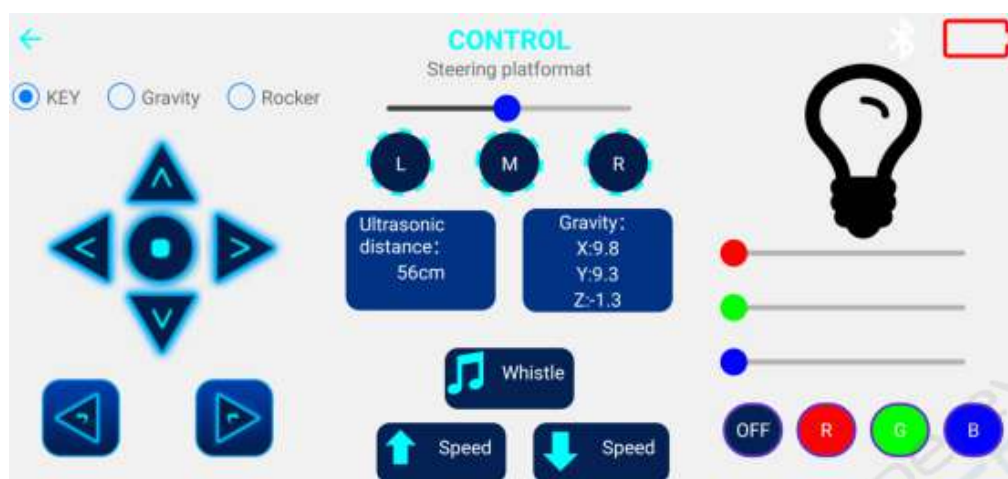 CONTROL
Steering platformat
KEY
Gravity
Rocker
L
M
R
Ultrasonic
distance:
56cm
Gravity:
X:9.8
Y:9.3
Z:-1.3
Whistle
Speed
Speed
OFF
R
G
B